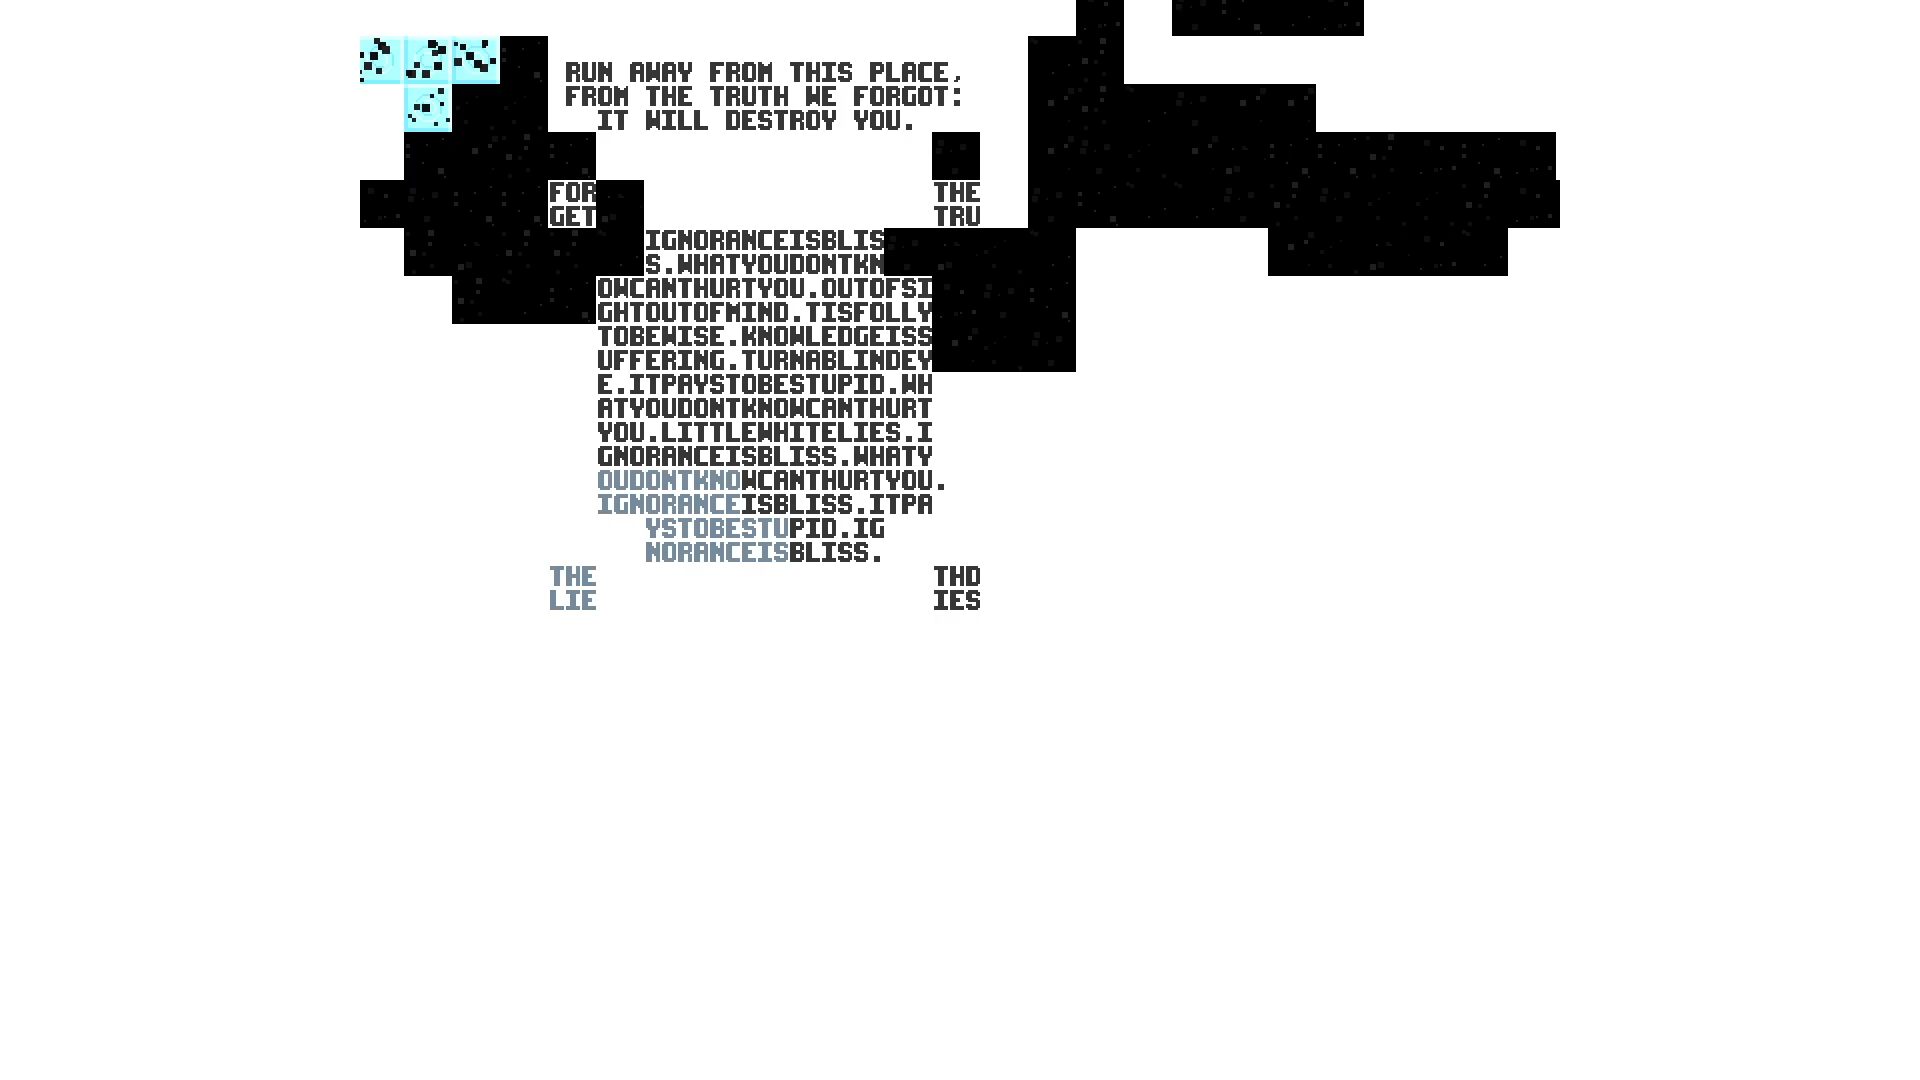 RUN AWAY FROM THIS PLACE,
FROM THE TRUTH WE FORGOT:
IT WILL DESTROY YOU.
FOR THE
GET TRU
IGNORANCEISBLIS
S.WHATYOUDONTKN
OWCANTHURTYOU.OUTOFSI
GHTOUTOFMIND.TISFOLLY
TOBEWISE.KNOWLEDGEISS
UFFERING.TURNABLINDEY
E.ITPAYSTOBESTUPID.WH
ATYOUDONTKNOWCANTHURT
YOU.LITTLEWHITELIES.I
GNORANCEISBLISS.WHATY
OUDONTKNOWCANTHURTYOU.
IGNORANCEISBLISS.ITPA
YSTOBESTUPID.IG
NORANCEISBLISS.
THE THO
LIE IES